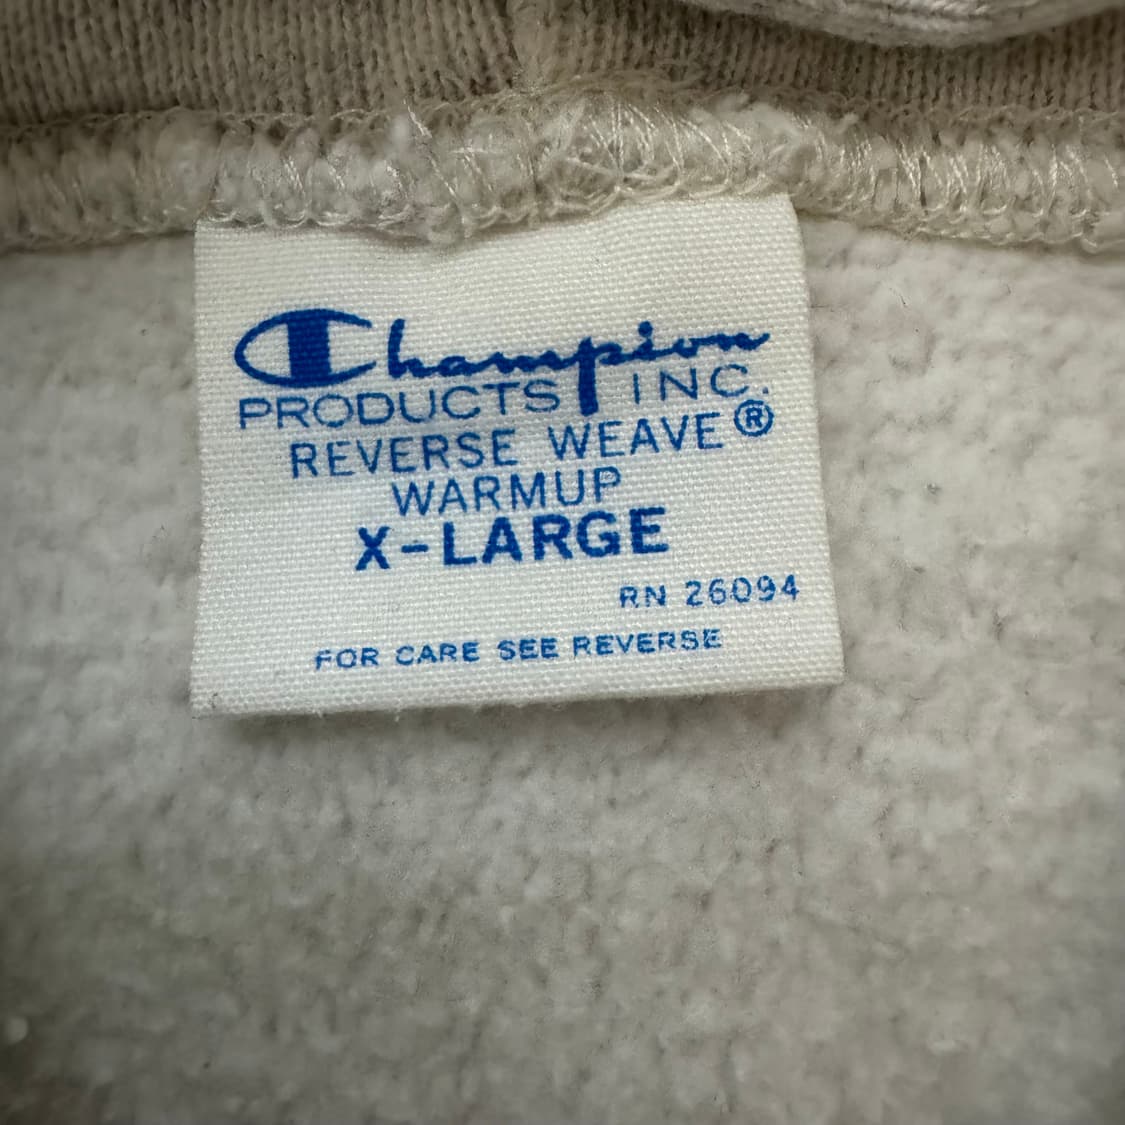 Champion
PRODUCTS INC.
REVERSE WEAVE®
WARMUP
X-LARGE
RN 26094
FOR CARE SEE REVERSE